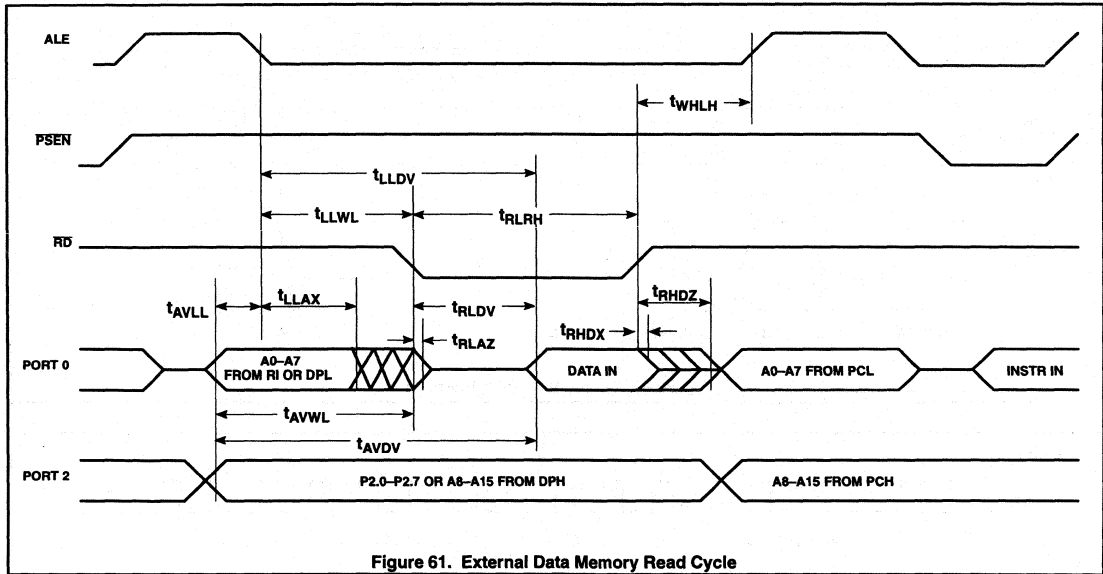 ALE
tWHLH
PSEN
tLLDV
tLLWL
tRLRH
RD
tAVLL
tLLAX
tRLDV
tRHDZ
tRLAZ
tRHDX
PORT 0
A0–A7
FROM RI OR DPL
DATA IN
A0–A7 FROM PCL
INSTR IN
tAVWL
tAVDV
PORT 2
P2.0–P2.7 OR A8–A15 FROM DPH
A8–A15 FROM PCH
Figure 61. External Data Memory Read Cycle